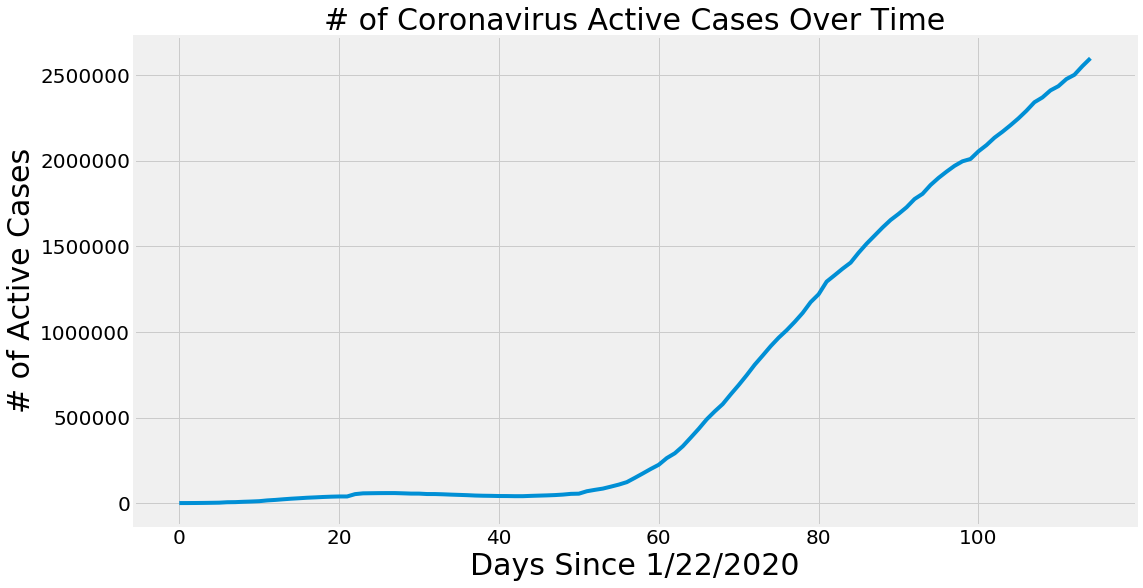 # of Coronavirus Active Cases Over Time
# of Active Cases
2500000
2000000
1500000
1000000
500000
0
0 20 40 60 80 100
Days Since 1/22/2020